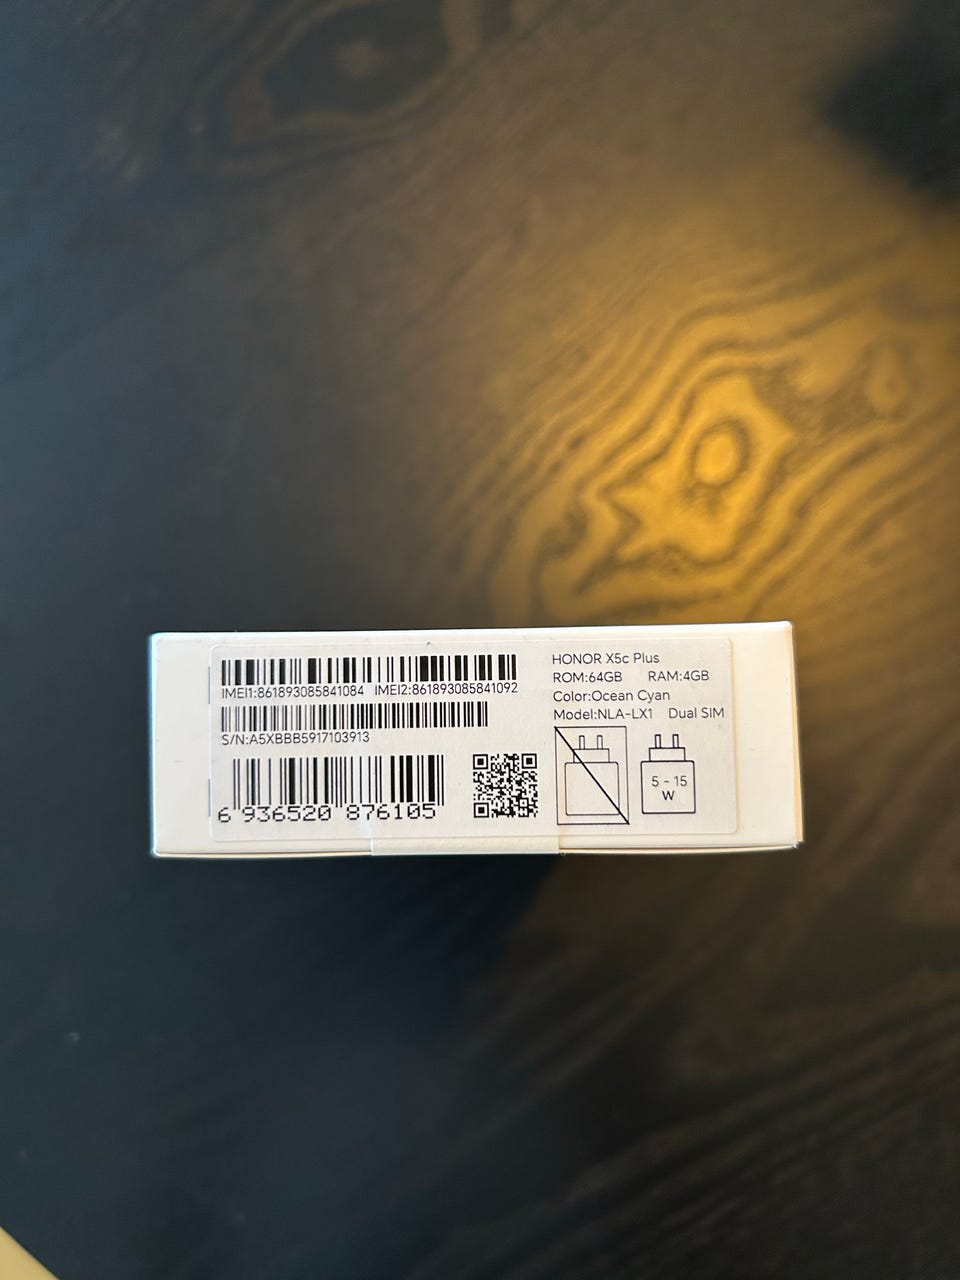 IMEI1:861893085841084 IMEI2:861893085841092
S/N:A5XBBB5917103913
6 936520 876105
HONOR X5c Plus
ROM:64GB RAM:4GB
Color:Ocean Cyan
Model:NLA-LX1 Dual SIM
5 - 15
W